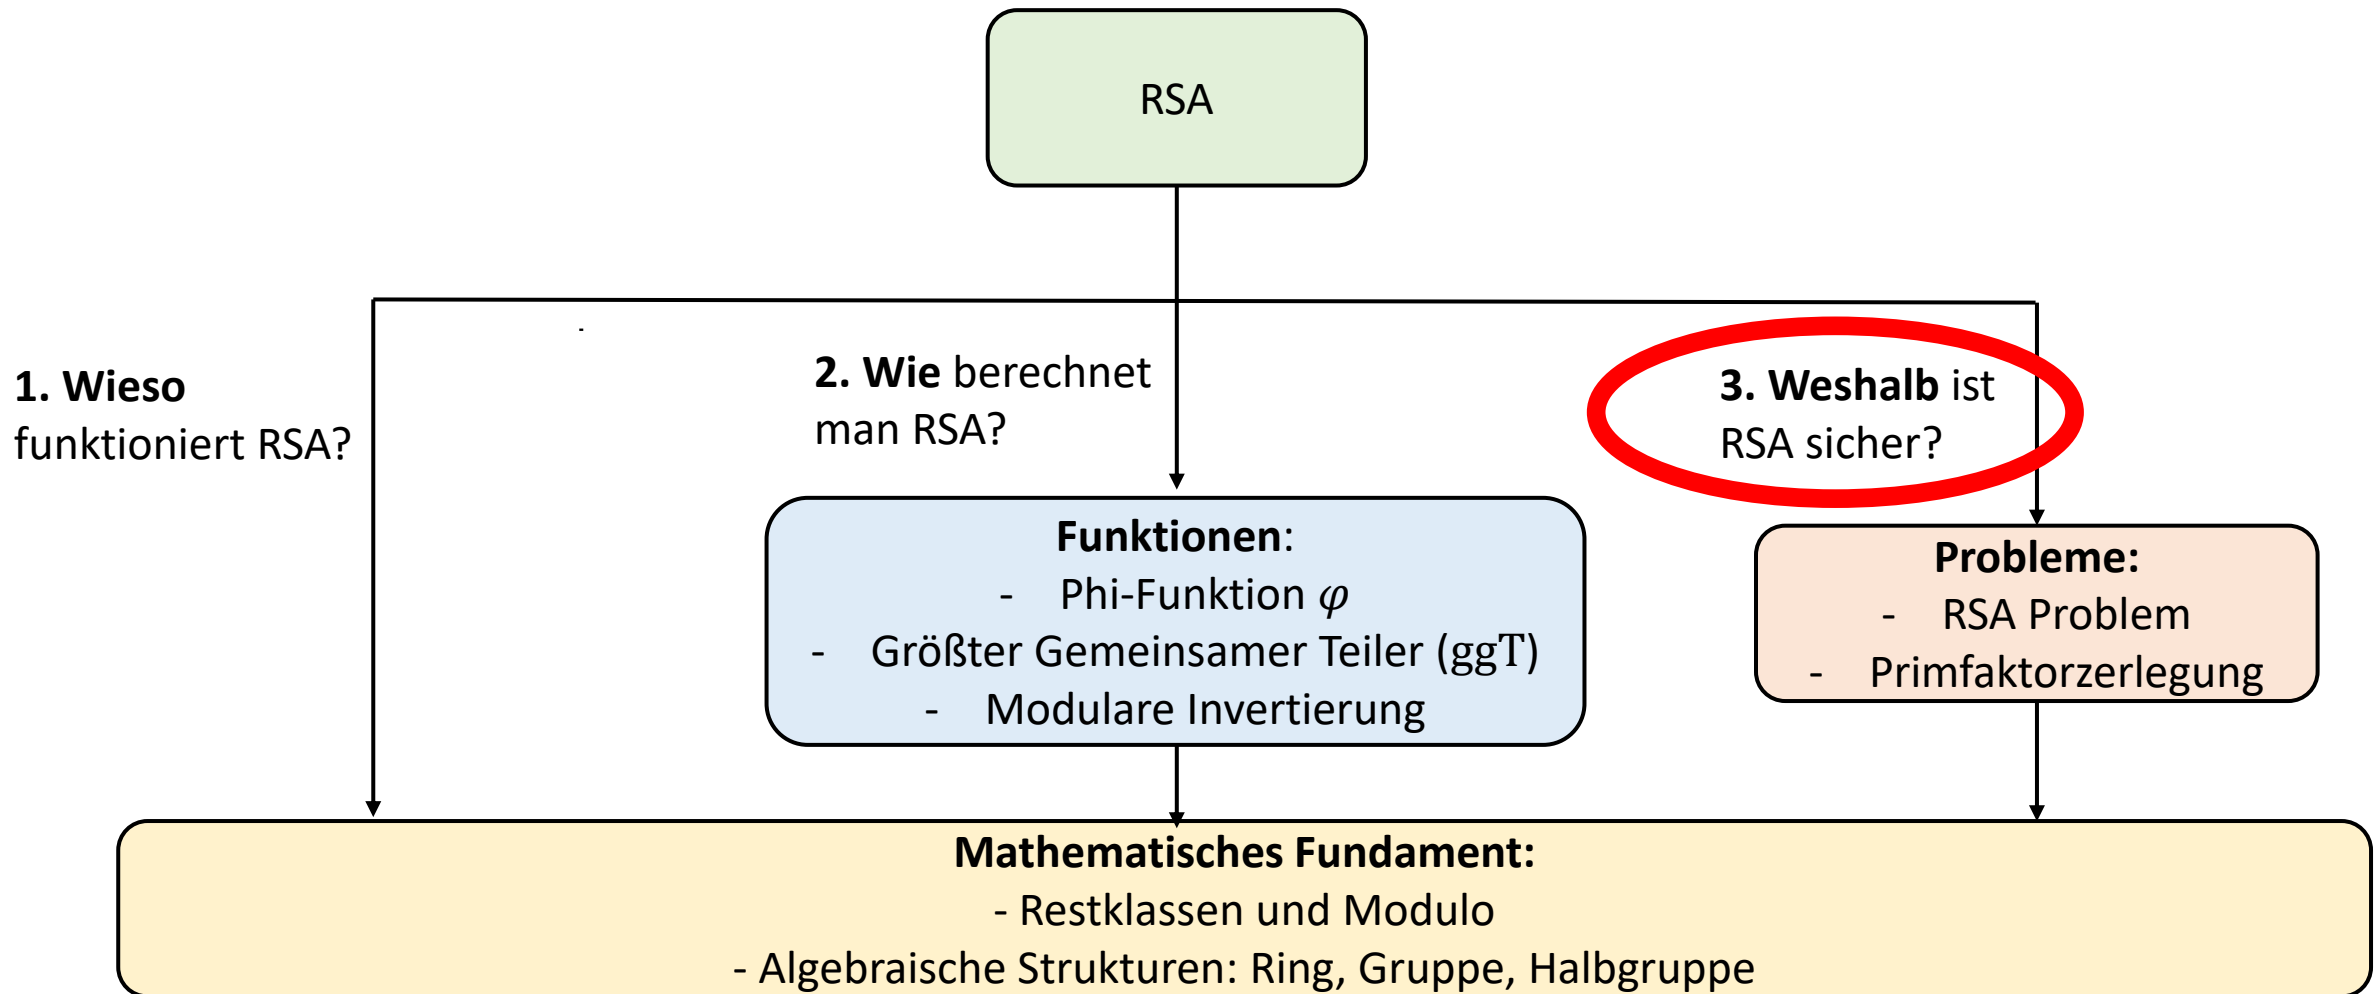 RSA
1. Wieso
funktioniert RSA?
2. Wie berechnet
man RSA?
3. Weshalb ist
RSA sicher?
Funktionen:
- Phi-Funktion φ
- Größter Gemeinsamer Teiler (ggT)
- Modulare Invertierung
Probleme:
- RSA Problem
- Primfaktorzerlegung
Mathematisches Fundament:
- Restklassen und Modulo
- Algebraische Strukturen: Ring, Gruppe, Halbgruppe